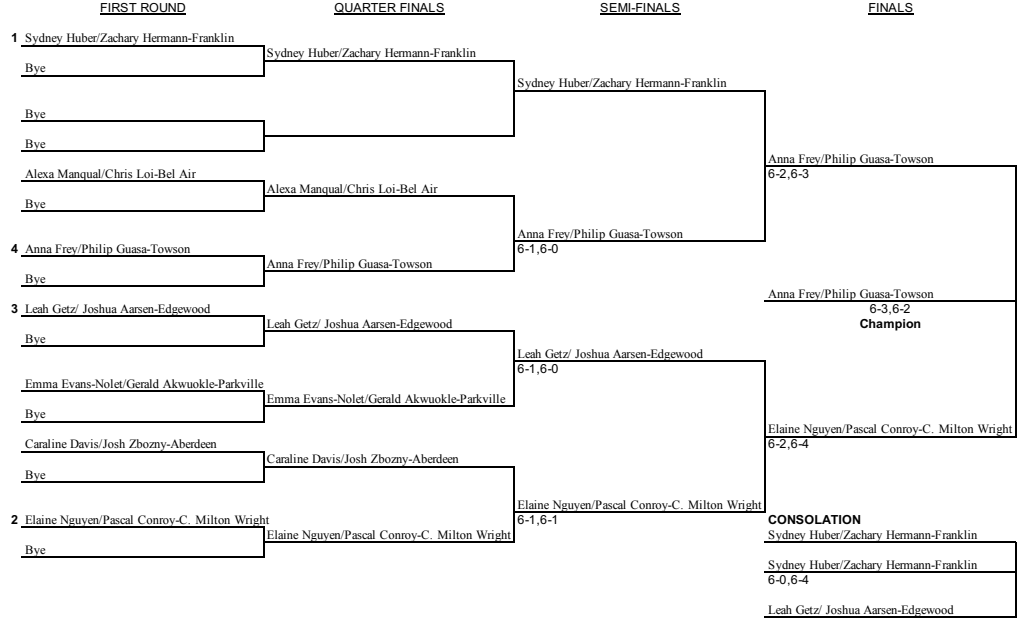 FIRST ROUND QUARTER FINALS SEMI-FINALS FINALS
1 Sydney Huber/Zachary Hermann-Franklin
Sydney Huber/Zachary Hermann-Franklin
Bye
Sydney Huber/Zachary Hermann-Franklin
Bye
Bye
Anna Frey/Philip Guasa-Towson
6-2,6-3
Alexa Manqual/Chris Loi-Bel Air
Alexa Manqual/Chris Loi-Bel Air
Bye
Anna Frey/Philip Guasa-Towson
6-1,6-0
4 Anna Frey/Philip Guasa-Towson
Anna Frey/Philip Guasa-Towson
Bye
Anna Frey/Philip Guasa-Towson
6-3,6-2
Champion
3 Leah Getz/ Joshua Aarsen-Edgewood
Leah Getz/ Joshua Aarsen-Edgewood
Bye
Leah Getz/ Joshua Aarsen-Edgewood
6-1,6-0
Emma Evans-Nolet/Gerald Akwuokle-Parkville
Emma Evans-Nolet/Gerald Akwuokle-Parkville
Bye
Elaine Nguyen/Pascal Conroy-C. Milton Wright
6-2,6-4
Caraline Davis/Josh Zbozny-Aberdeen
Caraline Davis/Josh Zbozny-Aberdeen
Bye
Elaine Nguyen/Pascal Conroy-C. Milton Wright
6-1,6-1
2 Elaine Nguyen/Pascal Conroy-C. Milton Wright
Elaine Nguyen/Pascal Conroy-C. Milton Wright
Bye
CONSOLATION
Sydney Huber/Zachary Hermann-Franklin
Sydney Huber/Zachary Hermann-Franklin
6-0,6-4
Leah Getz/ Joshua Aarsen-Edgewood